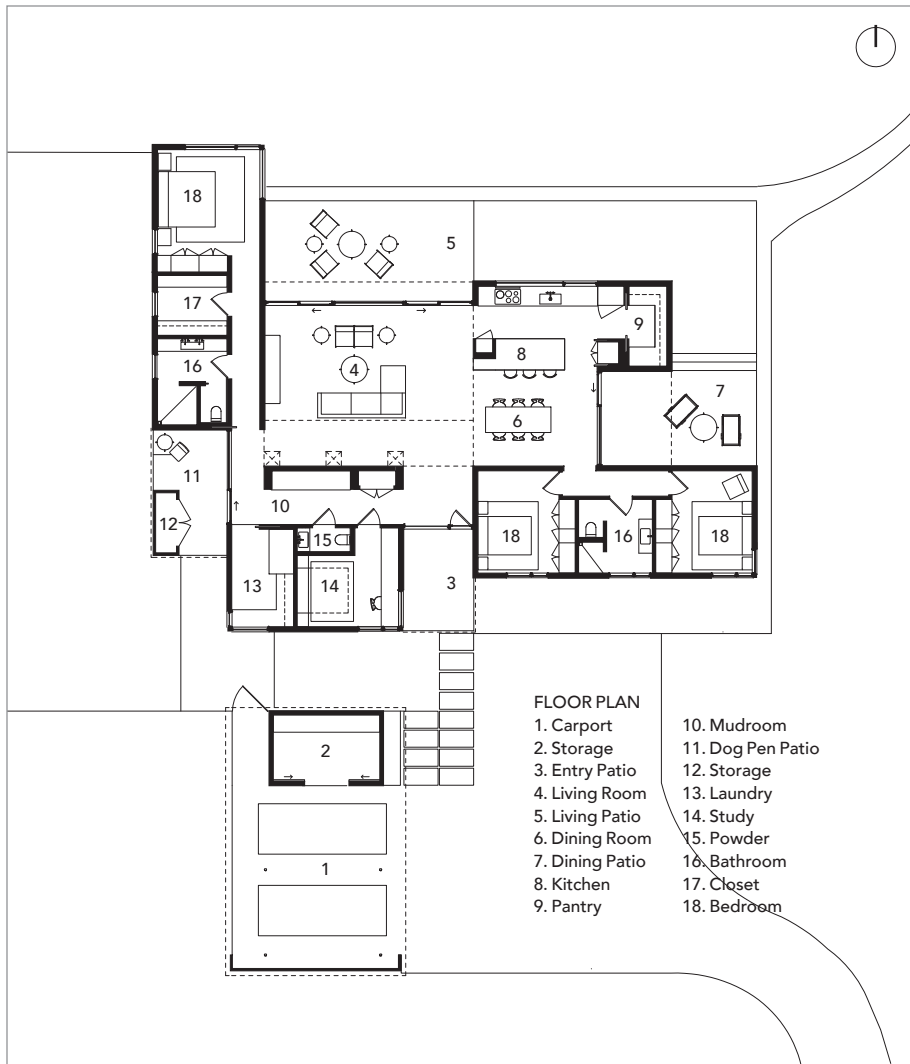 18
5
17
9
4
8
16
7
6
11
10
12
18
16
18
15
13
14
3
FLOOR PLAN
1. Carport
2. Storage
3. Entry Patio
4. Living Room
5. Living Patio
6. Dining Room
7. Dining Patio
8. Kitchen
9. Pantry
10. Mudroom
11. Dog Pen Patio
12. Storage
13. Laundry
14. Study
15. Powder
16. Bathroom
17. Closet
18. Bedroom
2
1